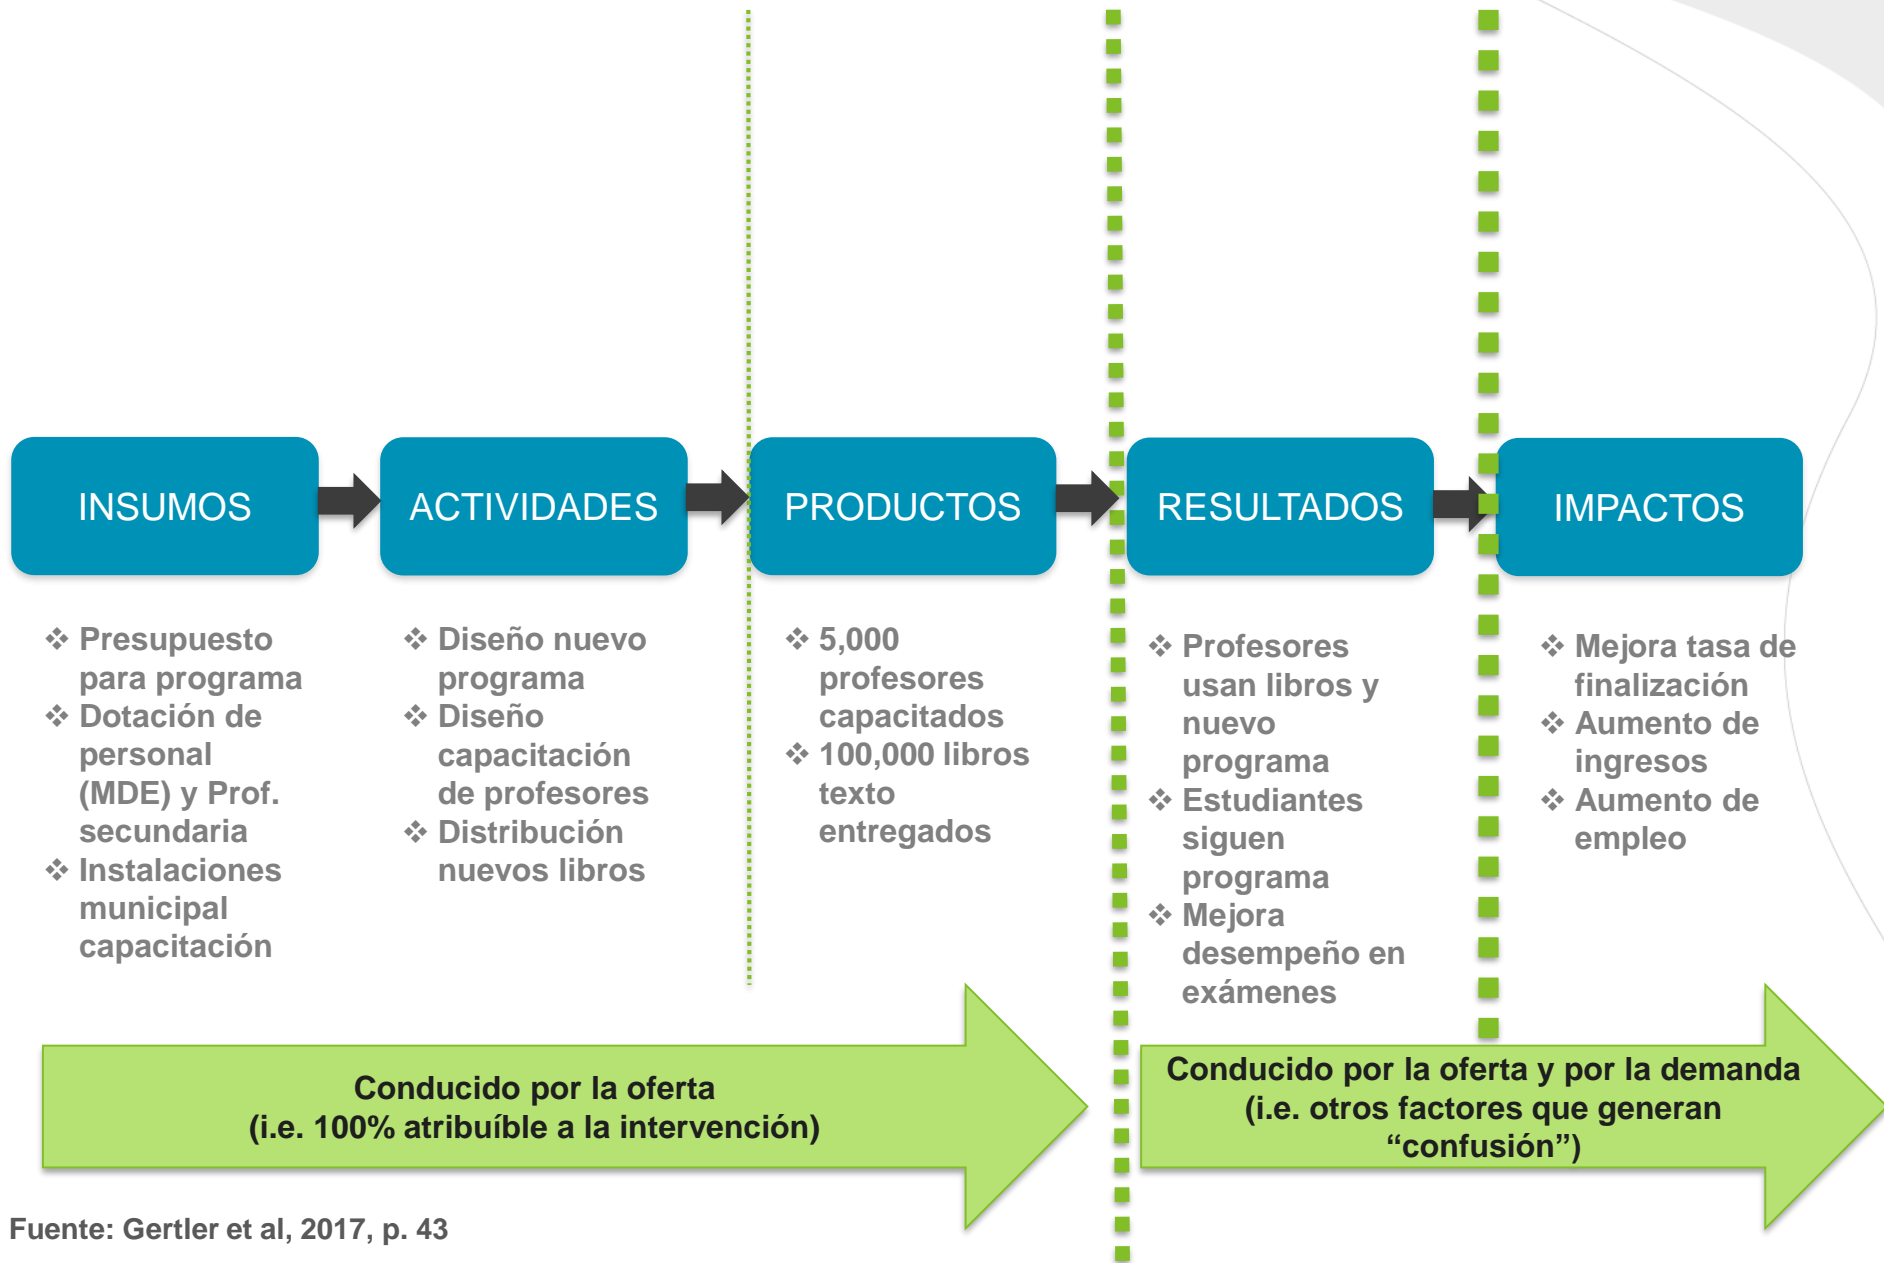 INSUMOS
ACTIVIDADES
PRODUCTOS
RESULTADOS
IMPACTOS
❖ Presupuesto
para programa
❖ Dotación de
personal
(MDE) y Prof.
secundaria
❖ Instalaciones
municipal
capacitación
❖ Diseño nuevo
programa
❖ Diseño
capacitación
de profesores
❖ Distribución
nuevos libros
❖ 5,000
profesores
capacitados
❖ 100,000 libros
texto
entregados
❖ Profesores
usan libros y
nuevo
programa
❖ Estudiantes
siguen
programa
❖ Mejora
desempeño en
exámenes
❖ Mejora tasa de
finalización
❖ Aumento de
ingresos
❖ Aumento de
empleo
Conducido por la oferta
(i.e. 100% atribuíble a la intervención)
Conducido por la oferta y por la demanda
(i.e. otros factores que generan
“confusión”)
Fuente: Gertler et al, 2017, p. 43